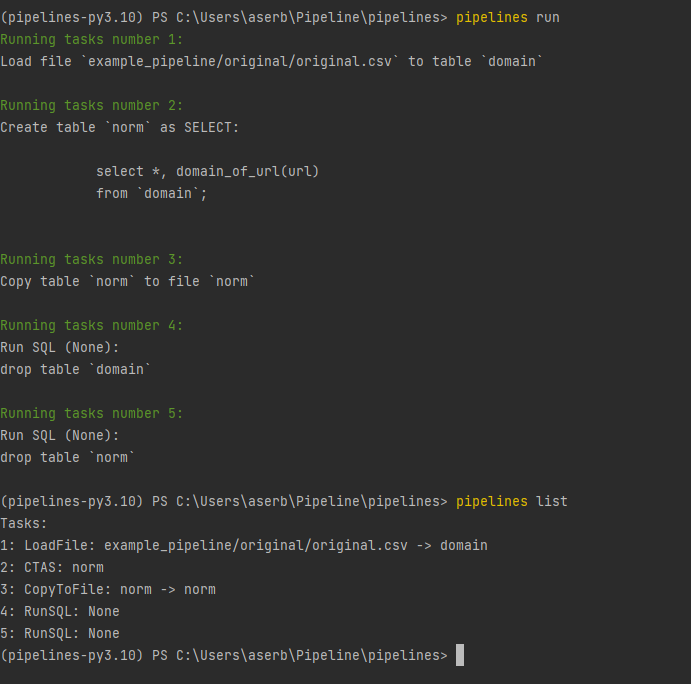 (pipelines-py3.10) PS C:\Users\aserb\Pipeline\pipelines> pipelines run
Running tasks number 1:
Load file `example_pipeline/original/original.csv` to table `domain`
Running tasks number 2:
Create table `norm` as SELECT:
select *, domain_of_url(url)
from `domain`;
Running tasks number 3:
Copy table `norm` to file `norm`
Running tasks number 4:
Run SQL (None):
drop table `domain`
Running tasks number 5:
Run SQL (None):
drop table `norm`
(pipelines-py3.10) PS C:\Users\aserb\Pipeline\pipelines> pipelines list
Tasks:
1: LoadFile: example_pipeline/original/original.csv -> domain
2: CTAS: norm
3: CopyToFile: norm -> norm
4: RunSQL: None
5: RunSQL: None
(pipelines-py3.10) PS C:\Users\aserb\Pipeline\pipelines>